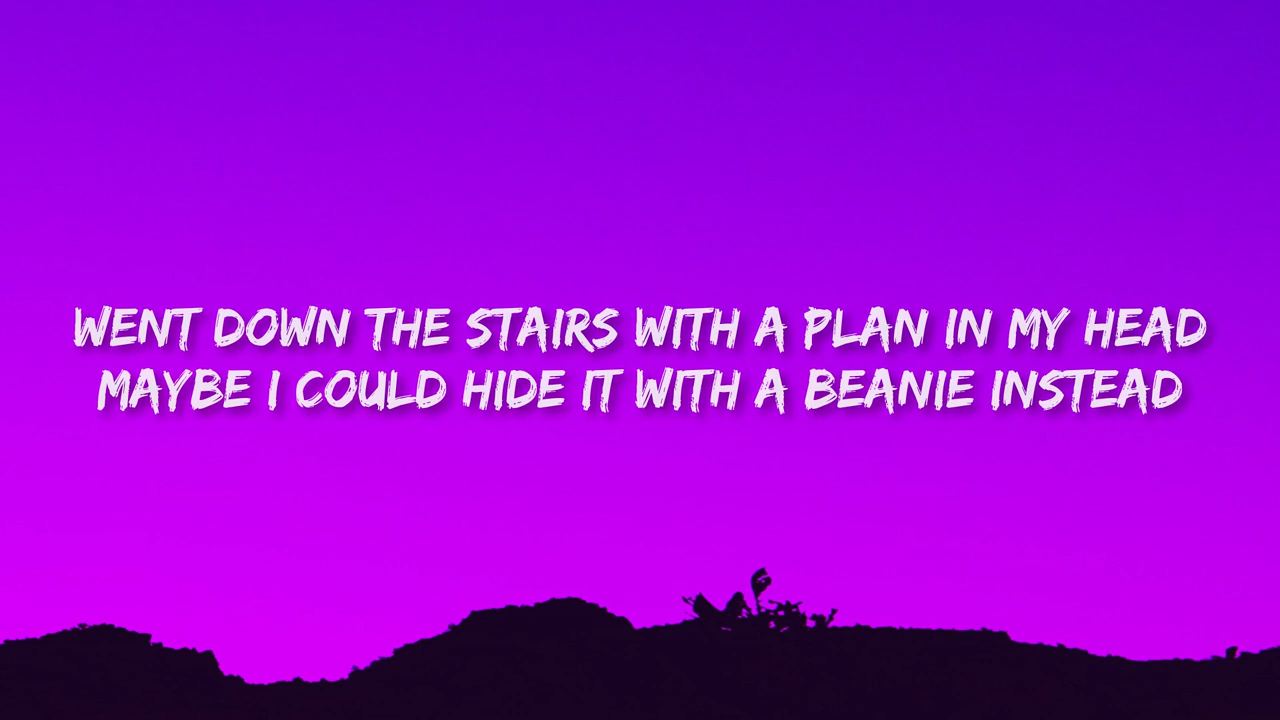 WENT DOWN THE STAIRS WITH A PLAN IN MY HEAD
MAYBE I COULD HIDE IT WITH A BEANIE INSTEAD